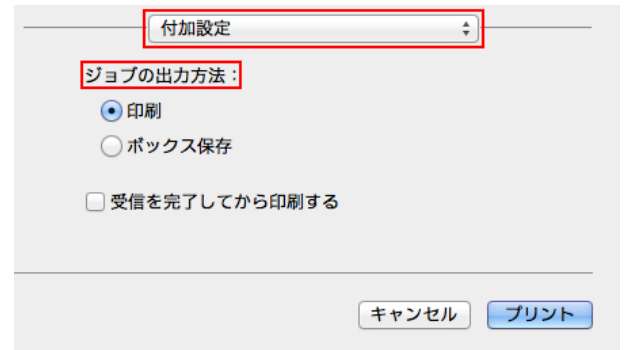 付加設定
ジョブの出力方法：
印刷
ボックス保存
受信を完了してから印刷する
キャンセル プリント